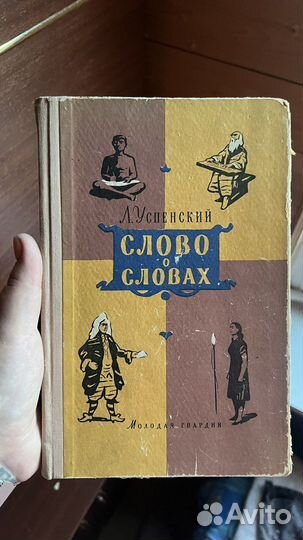 Л. Успенский
СЛОВО
О
СЛОВАХ
Молодая гвардия
Avito